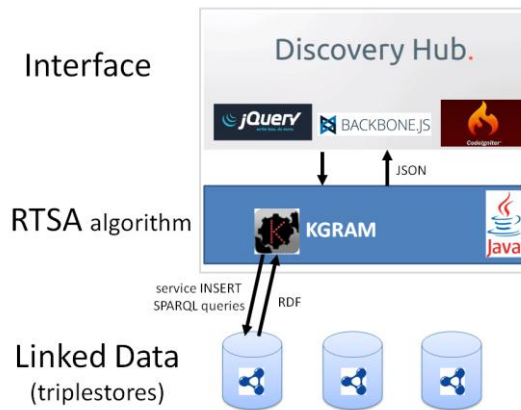 Interface
Discovery Hub.
jQuery
write less, do more.
BACKBONE.JS
CodeIgniter
JSON
RTSA algorithm
K
KGRAM
Java
service INSERT
SPARQL queries
RDF
Linked Data
(triplestores)